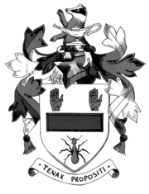 · TENAX PROPOSITI ·